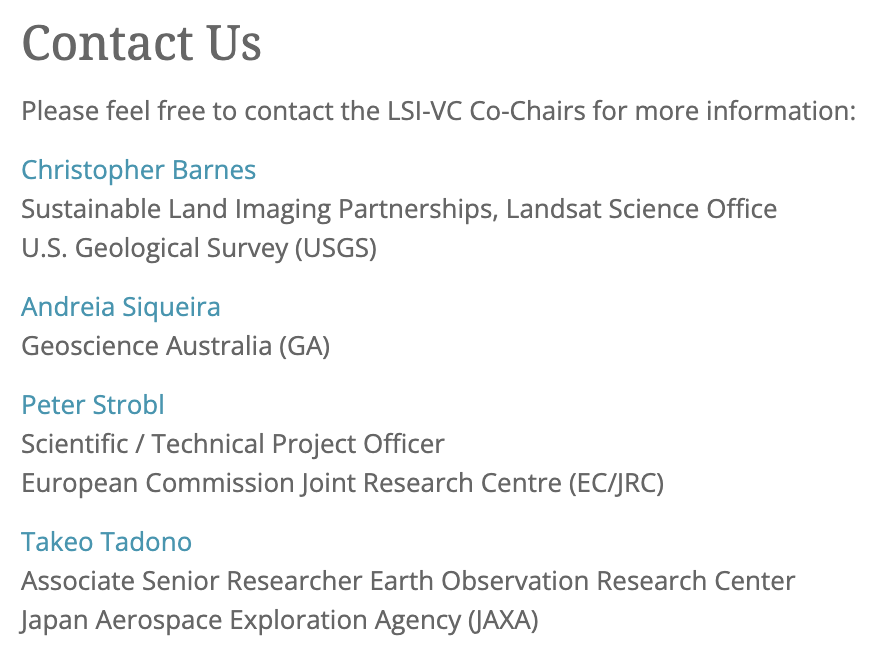 Contact Us
Please feel free to contact the LSI-VC Co-Chairs for more information:
Christopher Barnes
Sustainable Land Imaging Partnerships, Landsat Science Office
U.S. Geological Survey (USGS)
Andreia Siqueira
Geoscience Australia (GA)
Peter Strobl
Scientific / Technical Project Officer
European Commission Joint Research Centre (EC/JRC)
Takeo Tadono
Associate Senior Researcher Earth Observation Research Center
Japan Aerospace Exploration Agency (JAXA)